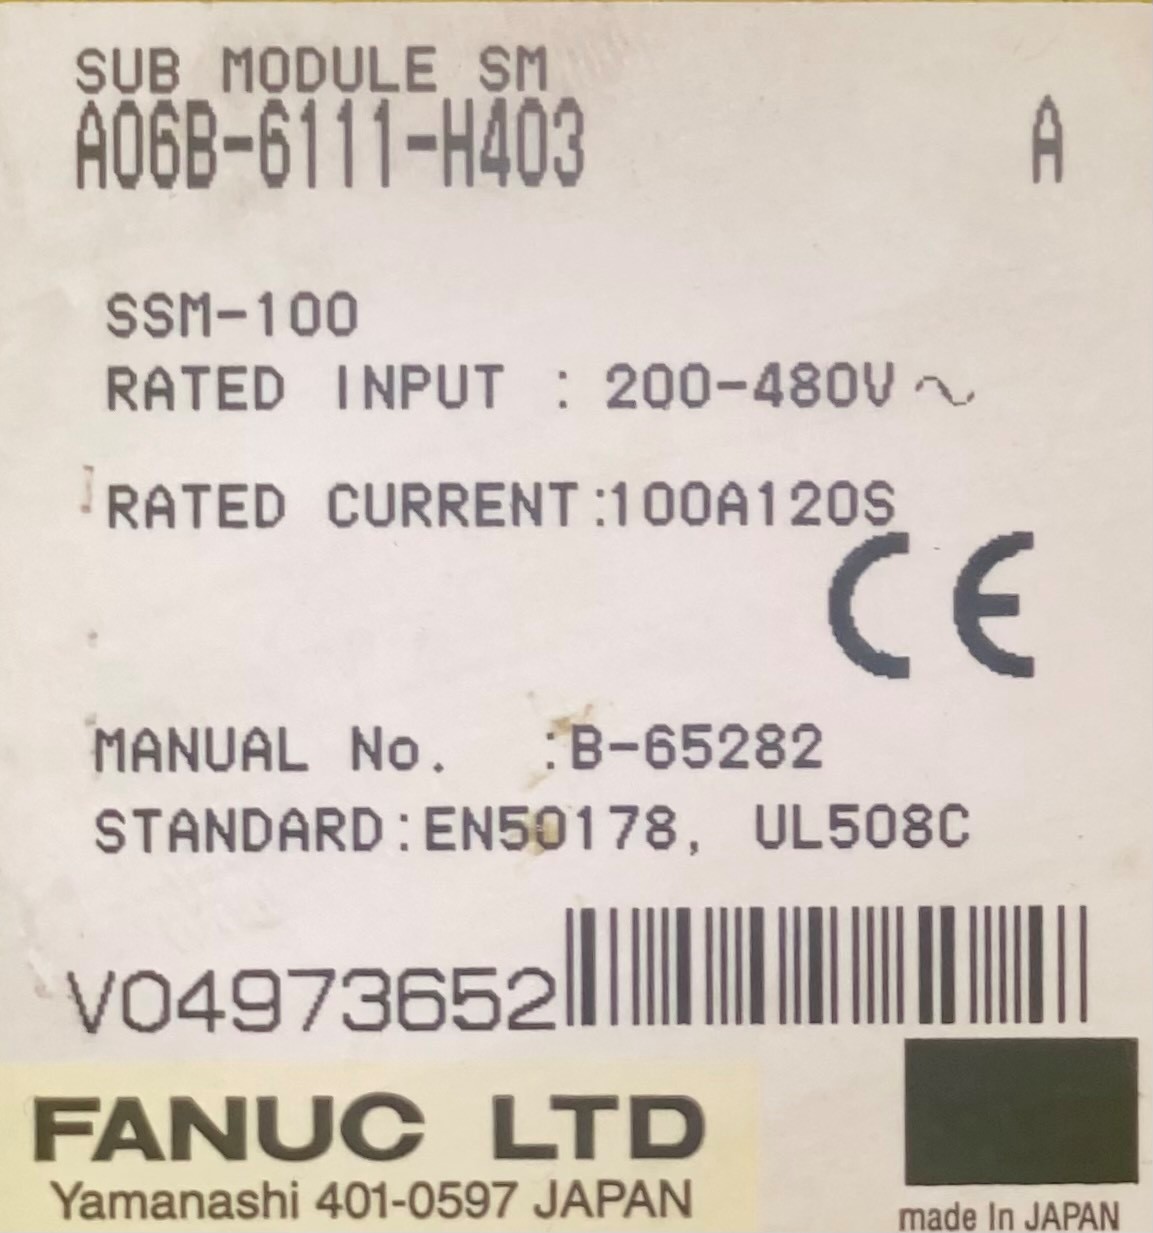 SUB MODULE SM
A06B-6111-H403 A
SSM-100
RATED INPUT : 200-480V ~
RATED CURRENT:100A120S
CE
MANUAL No. :B-65282
STANDARD:EN50178, UL508C
V04973652
FANUC LTD
Yamanashi 401-0597 JAPAN
made In JAPAN